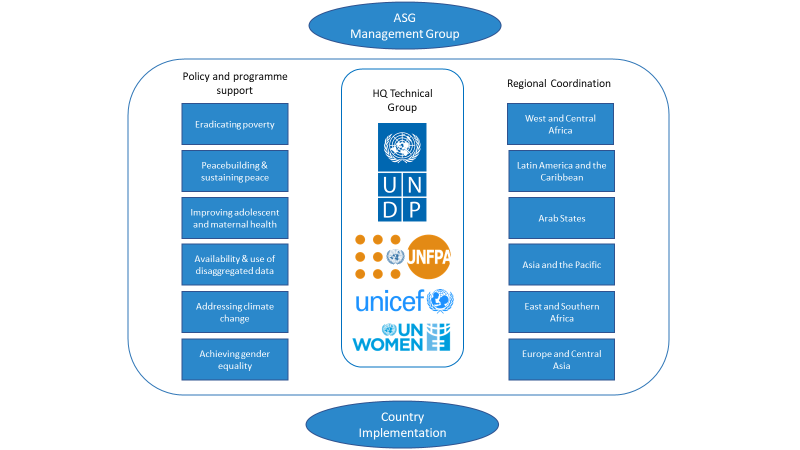 ASG
Management Group
Policy and programme
support
Eradicating poverty
Peacebuilding &
sustaining peace
Improving adolescent
and maternal health
Availability & use of
disaggregated data
Addressing climate
change
Achieving gender
equality
HQ Technical
Group
U N
D P
UNFPA
unicef
UN
WOMEN
Regional Coordination
West and Central
Africa
Latin America and the
Caribbean
Arab States
Asia and the Pacific
East and Southern
Africa
Europe and Central
Asia
Country
Implementation